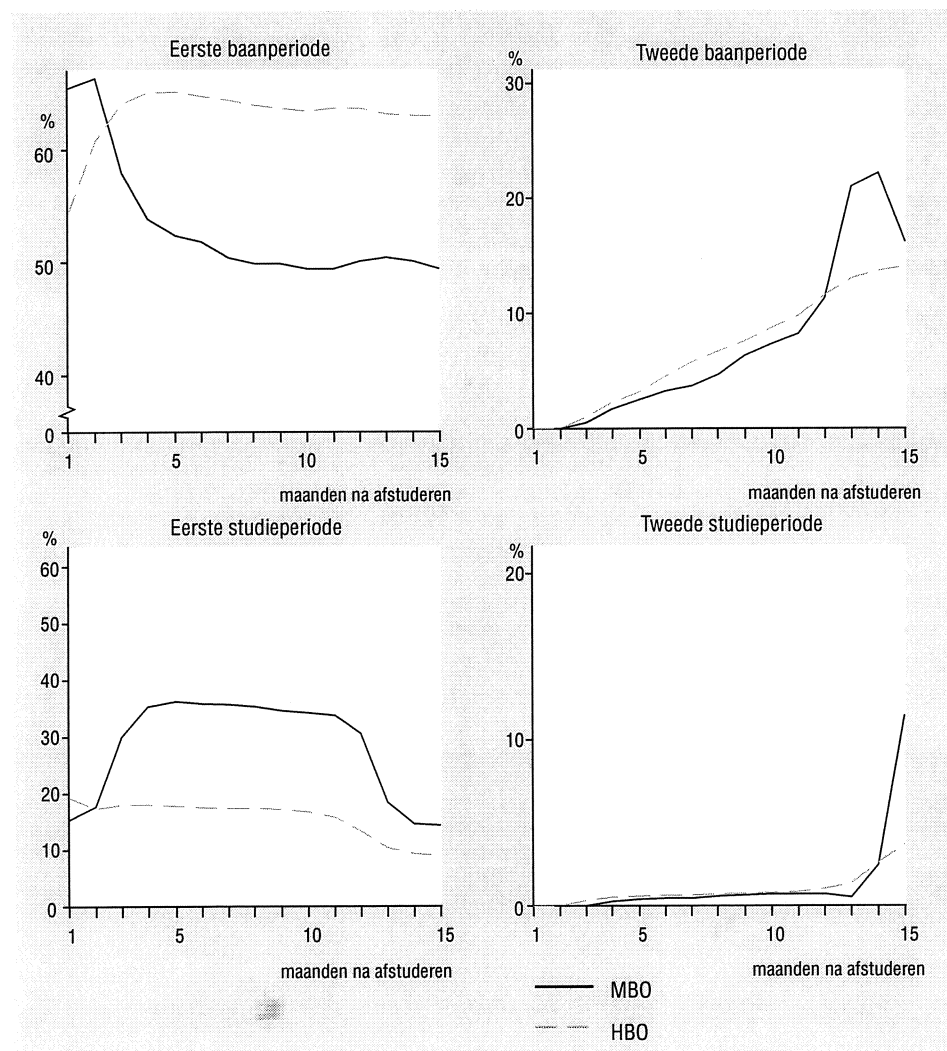 Eerste baanperiode
%
60
50
40
0
1 5 10 15
maanden na afstuderen
Tweede baanperiode
%
30
20
10
0
1 5 10 15
maanden na afstuderen
Eerste studieperiode
%
60
50
40
30
20
10
0
1 5 10 15
maanden na afstuderen
Tweede studieperiode
%
20
10
0
1 5 10 15
maanden na afstuderen
MBO
HBO